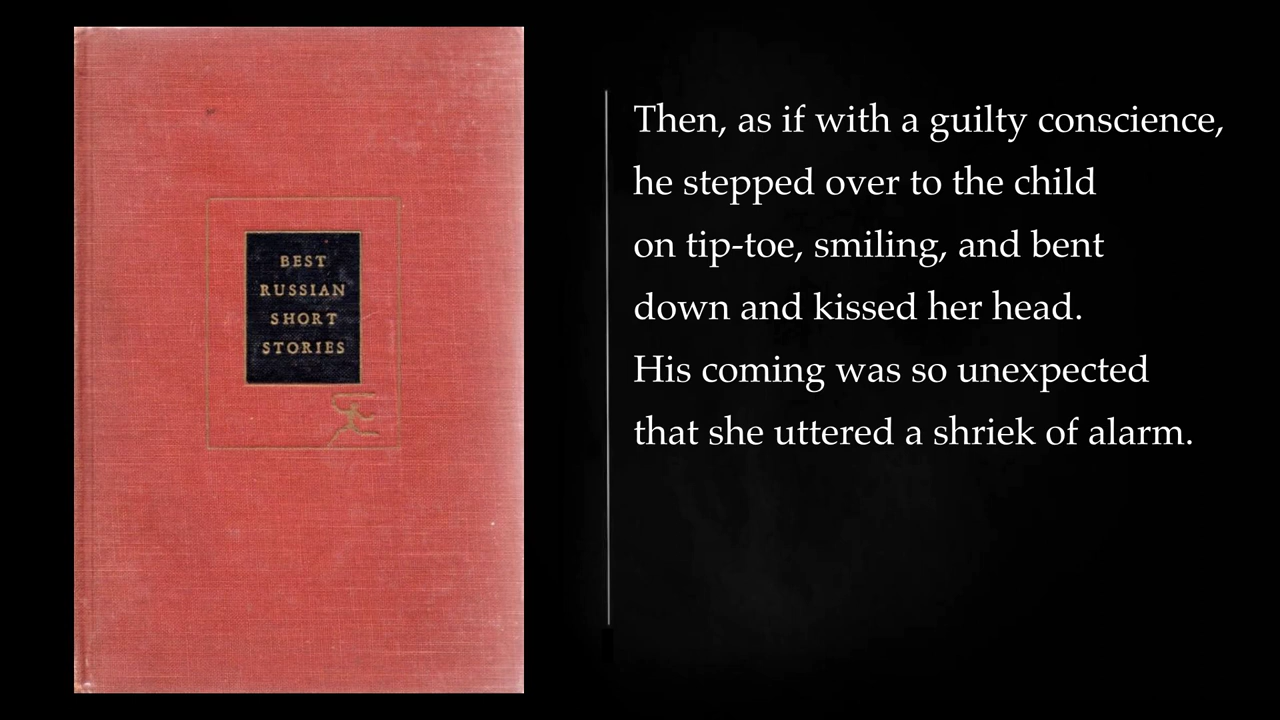 BEST
RUSSIAN
SHORT
STORIES
Then, as if with a guilty conscience,
he stepped over to the child
on tip-toe, smiling, and bent
down and kissed her head.
His coming was so unexpected
that she uttered a shriek of alarm.